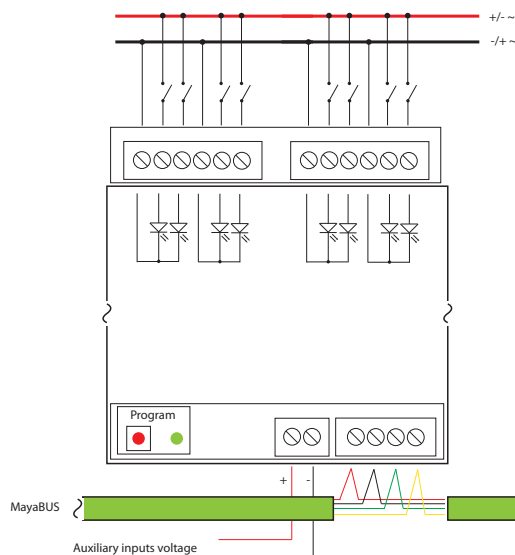 +/- ~
-/+ ~
Program
+ -
MayaBUS
Auxiliary inputs voltage